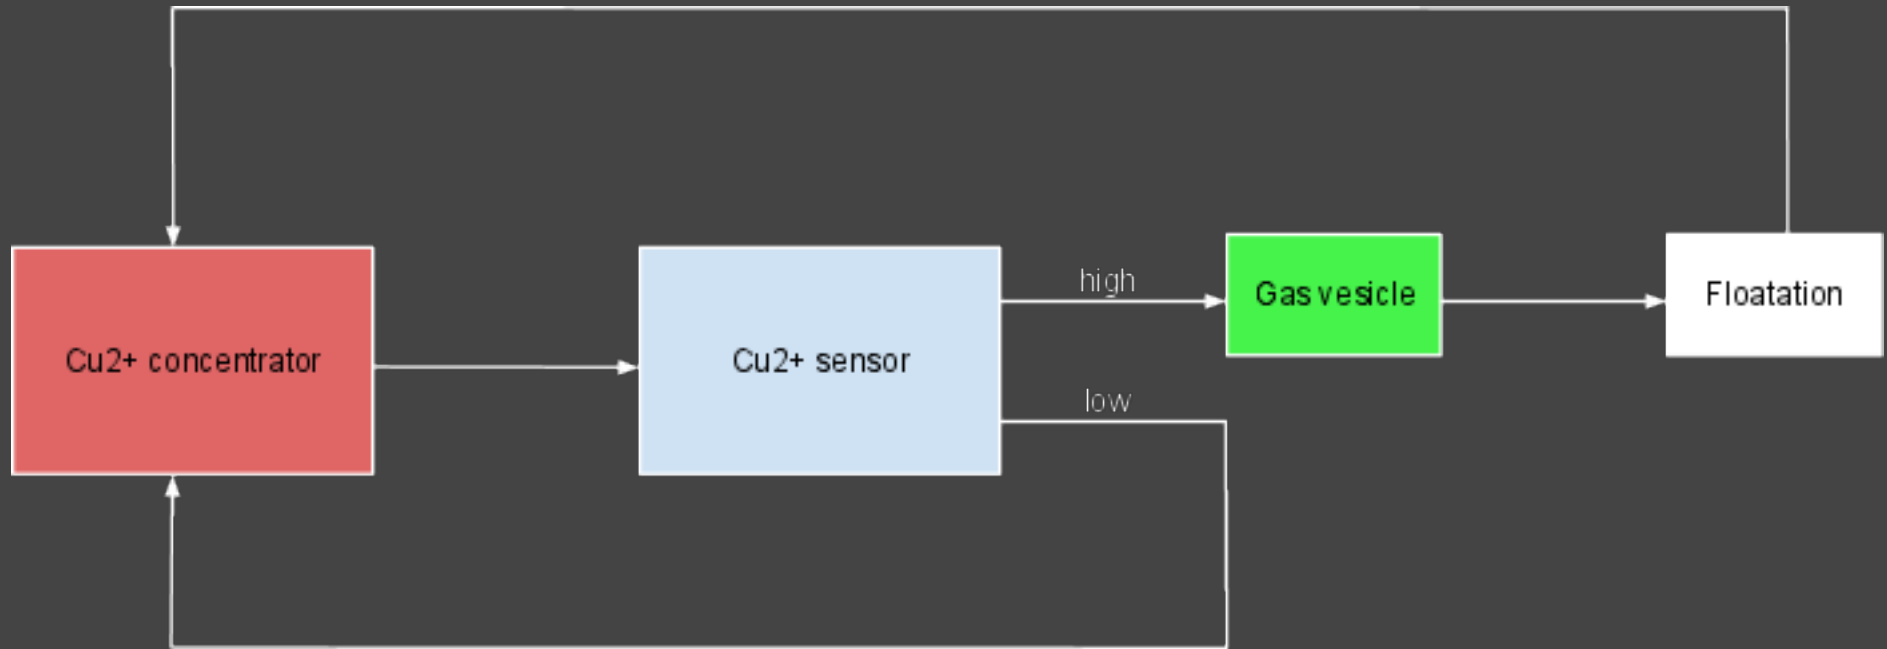 high
Gas vesicle
Floatation
Cu2+ concentrator
Cu2+ sensor
low